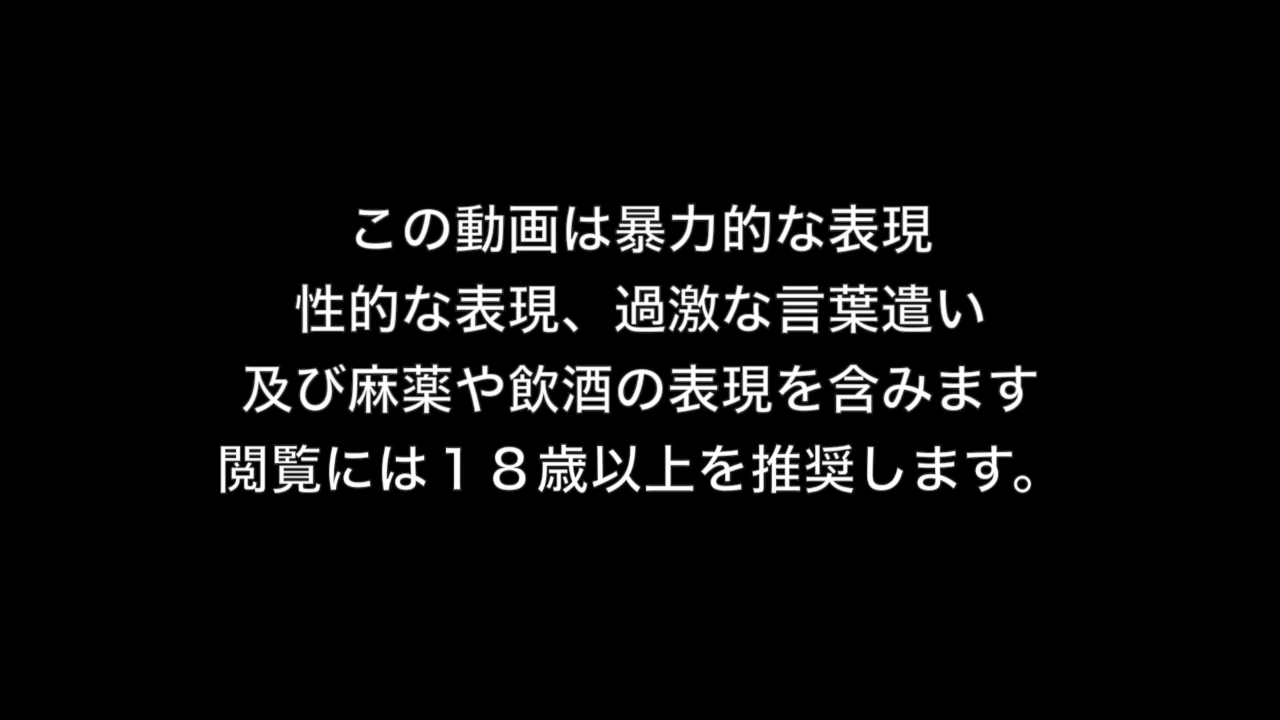 この動画は暴力的な表現
性的な表現、過激な言葉遣い
及び麻薬や飲酒の表現を含みます
閲覧には１８歳以上を推奨します。